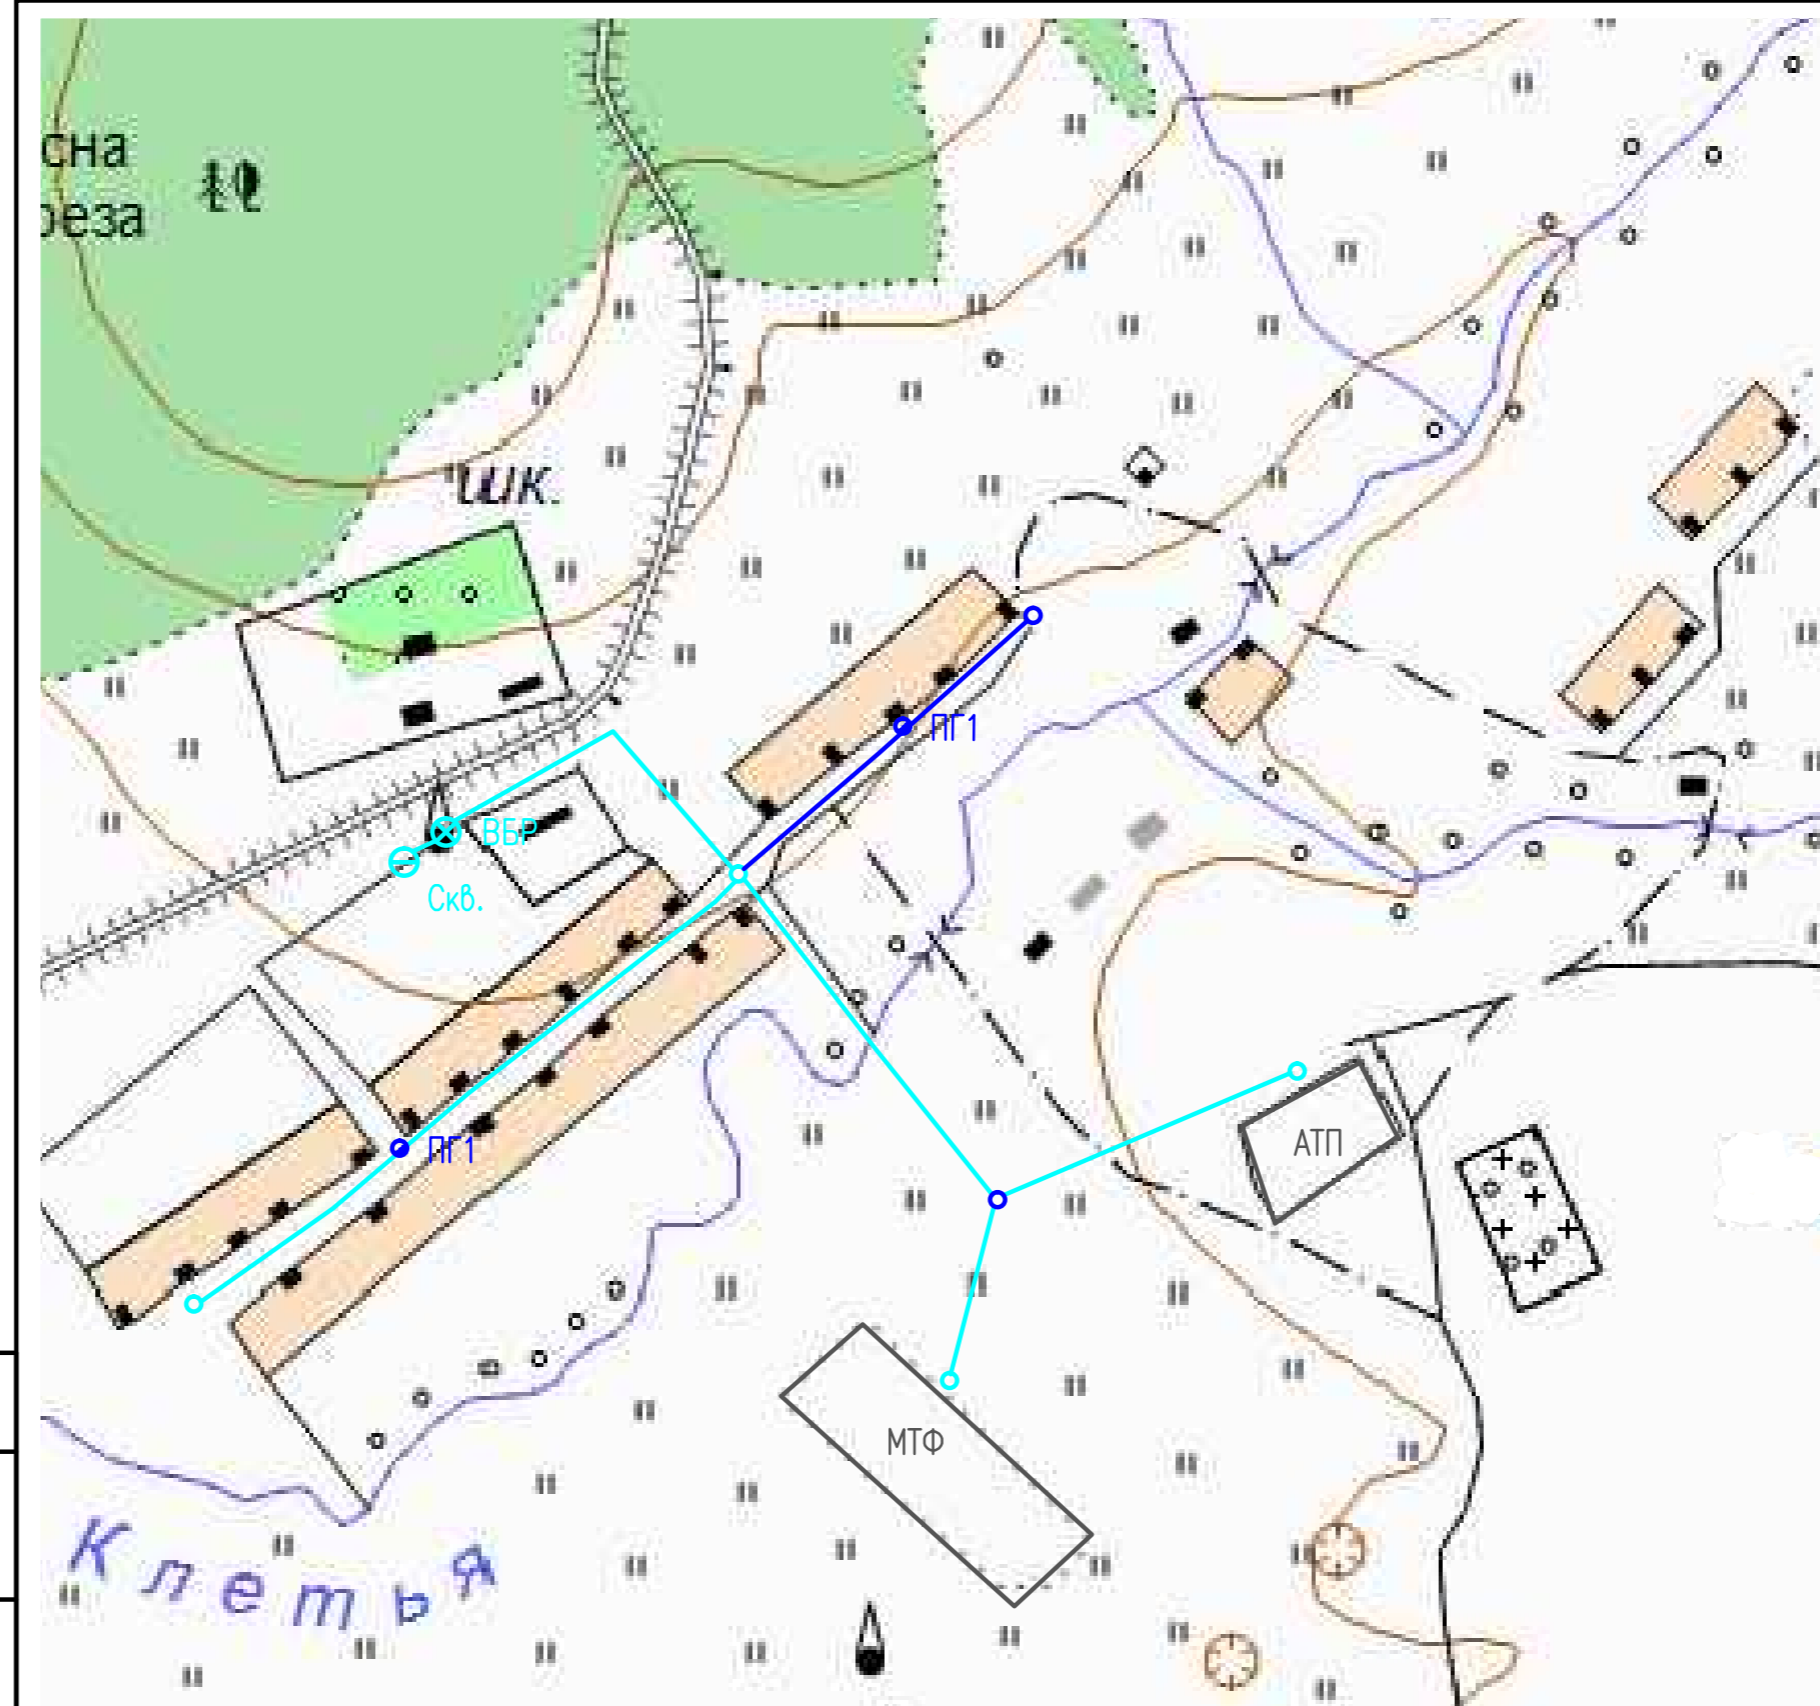 сна
реза
шк.
ПГ1
ВБР
Скв.
ПГ1
АТП
МТФ
Клетья